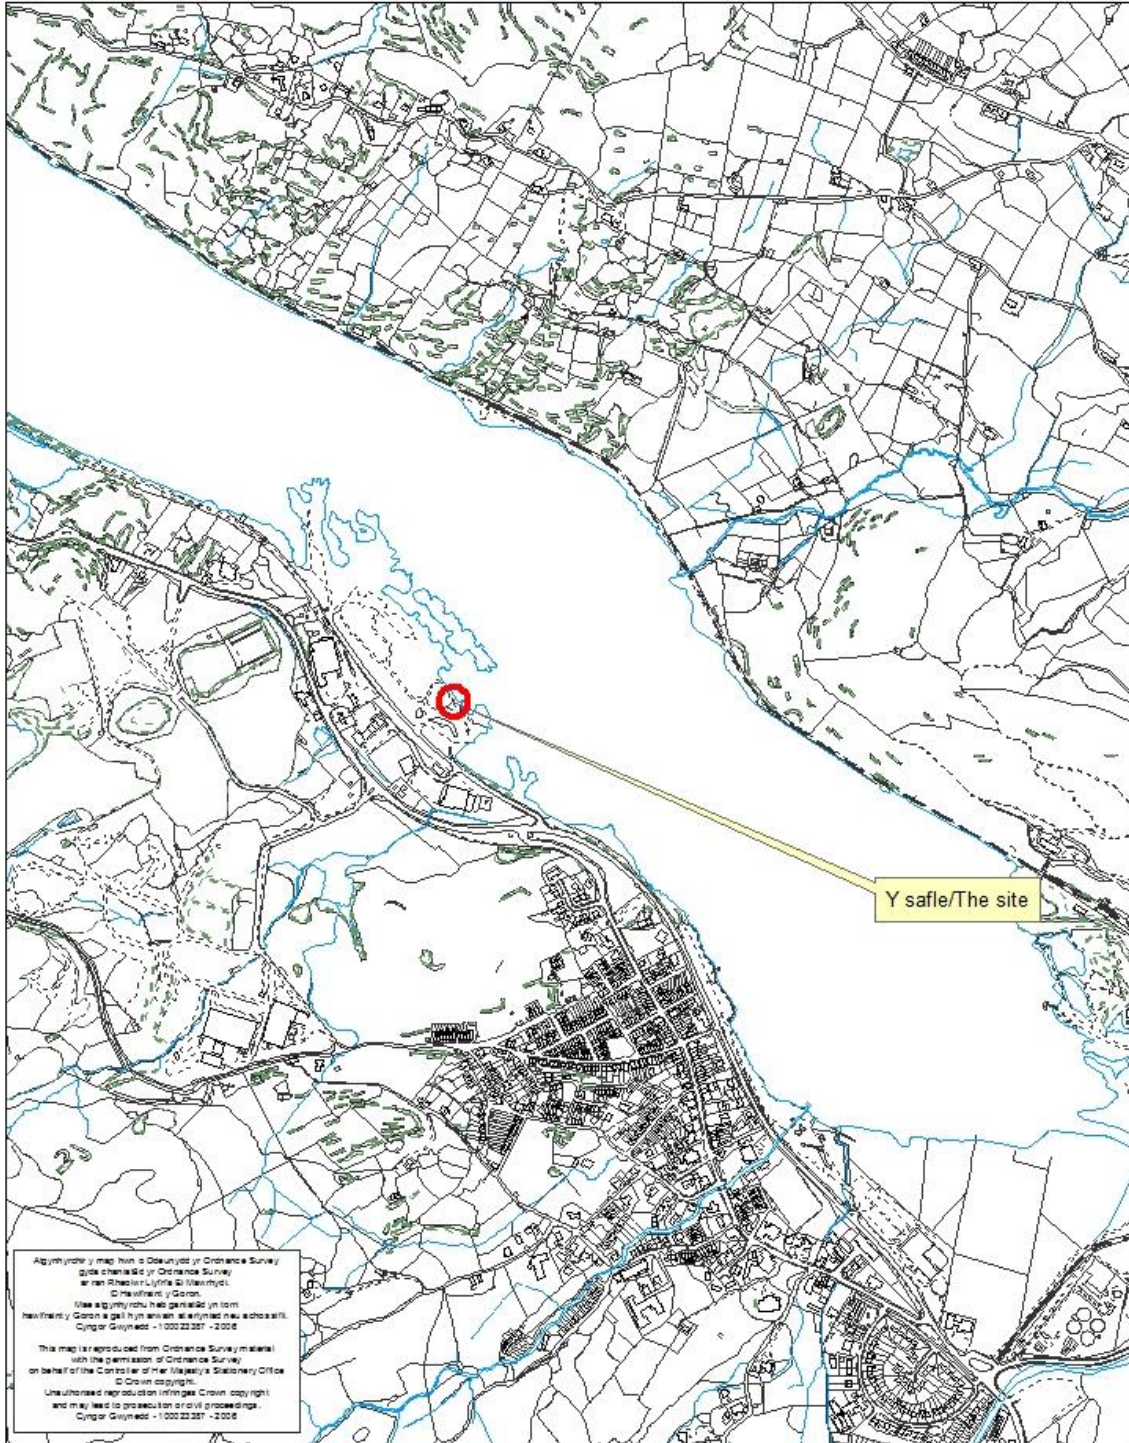 Y safle/The site
Atgynhyrchir y map hwn o Ddeunydd yr Ordnance Survey
gyda chaniatâd yr Ordnance Survey
ar ran Rheolwr Llyfrfa Ei Mawrhydi.
© Hawlfraint y Goron.
Mae atgynhyrchu heb ganiatâd yn torri
hawlfraint y Goron a gall hyn arwain at erlyniad neu achos sifil.
Cyngor Gwynedd - 100023387 - 2008
This map is reproduced from Ordnance Survey material
with the permission of Ordnance Survey
on behalf of the Controller of Her Majesty's Stationery Office
© Crown copyright.
Unauthorised reproduction infringes Crown copyright
and may lead to prosecution or civil proceedings.
Cyngor Gwynedd - 100023387 - 2008